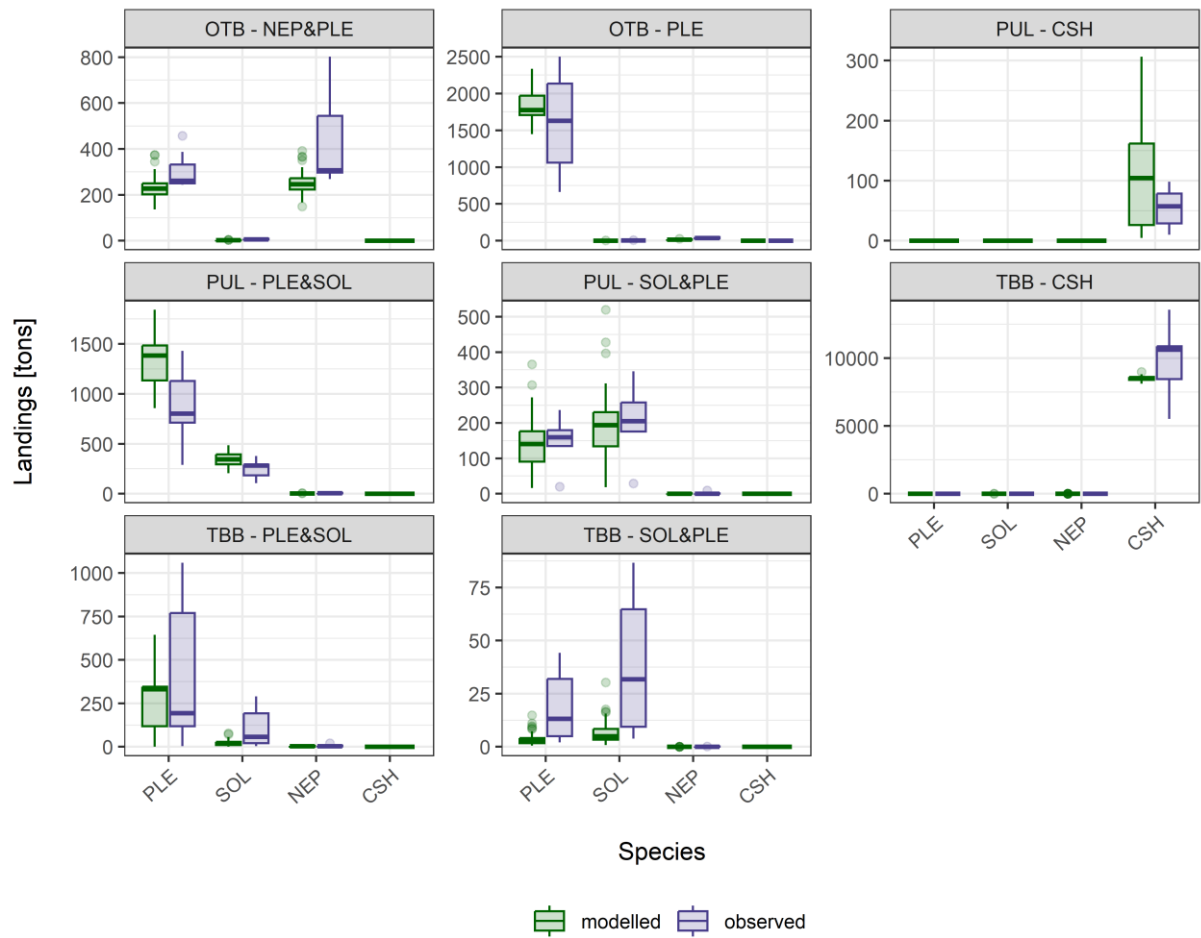 OTB - NEP&PLE
OTB - PLE
PUL - CSH
800
600
400
200
0
2500
2000
1500
1000
500
0
300
200
100
0
PUL - PLE&SOL
PUL - SOL&PLE
TBB - CSH
1500
1000
500
0
500
400
300
200
100
0
10000
5000
0
PLE
SOL
NEP
CSH
TBB - PLE&SOL
TBB - SOL&PLE
1000
750
500
250
0
75
50
25
0
PLE
SOL
NEP
CSH
PLE
SOL
NEP
CSH
Landings [tons]
Species
modelled
observed